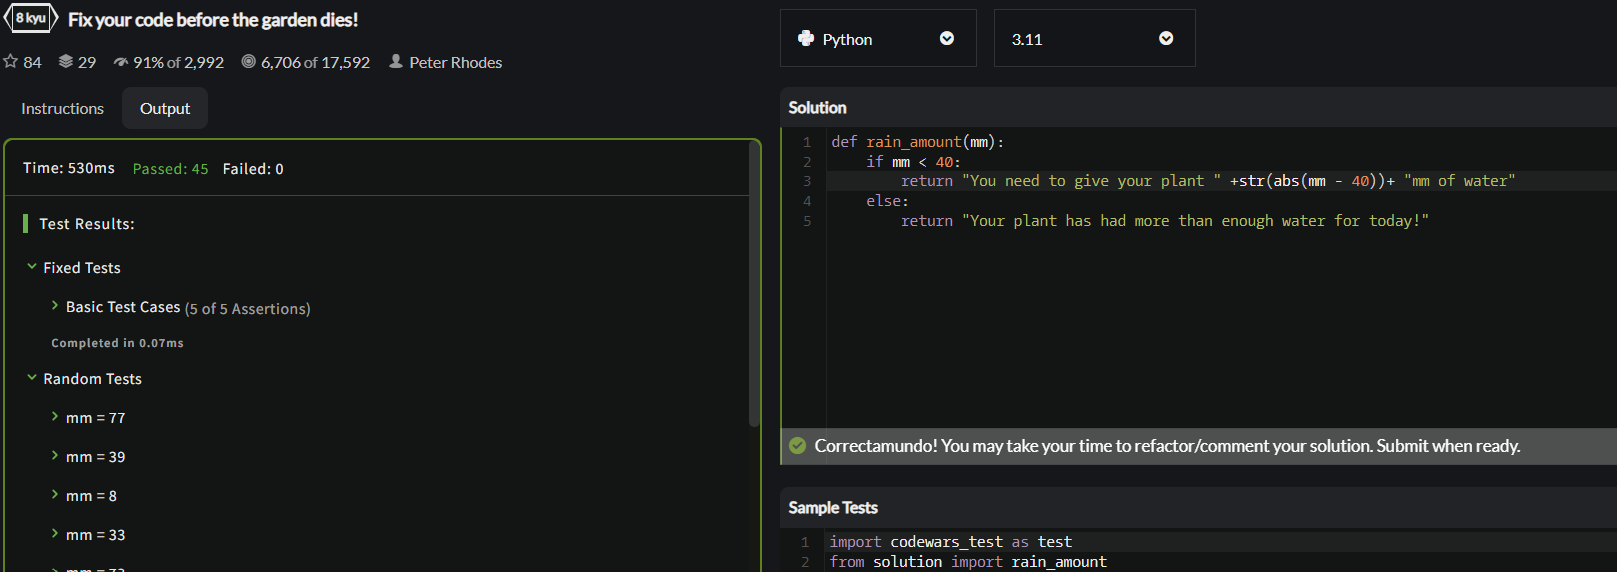 8 kyu Fix your code before the garden dies!
84 29 91% of 2,992 6,706 of 17,592 Peter Rhodes
Instructions Output
Time: 530ms Passed: 45 Failed: 0
Test Results:
Fixed Tests
Basic Test Cases (5 of 5 Assertions)
Completed in 0.07ms
Random Tests
mm = 77
mm = 39
mm = 8
mm = 33
Python 3.11
Solution
1 def rain_amount(mm):
2 if mm < 40:
3 return "You need to give your plant " +str(abs(mm - 40))+ "mm of water"
4 else:
5 return "Your plant has had more than enough water for today!"
Correctamundo! You may take your time to refactor/comment your solution. Submit when ready.
Sample Tests
1 import codewars_test as test
2 from solution import rain_amount